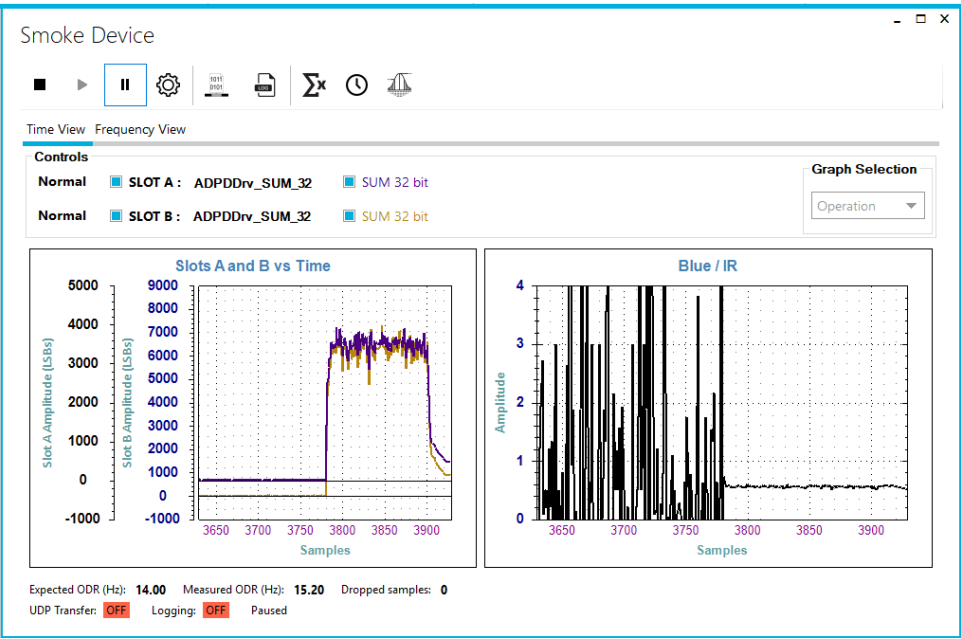 Smoke Device
1011
0101
LOG
Σx
Time View Frequency View
Controls
Normal SLOT A : ADPDDrv_SUM_32 SUM 32 bit
Normal SLOT B : ADPDDrv_SUM_32 SUM 32 bit
Graph Selection
Operation
Slots A and B vs Time
Slot A Amplitude (LSBs)
5000
4000
3000
2000
1000
0
-1000
Slot B Amplitude (LSBs)
9000
8000
7000
6000
5000
4000
3000
2000
1000
0
-1000
3650 3700 3750 3800 3850 3900
Samples
Blue / IR
Amplitude
4
3
2
1
0
3650 3700 3750 3800 3850 3900
Samples
Expected ODR (Hz): 14.00 Measured ODR (Hz): 15.20 Dropped samples: 0
UDP Transfer: OFF Logging: OFF Paused